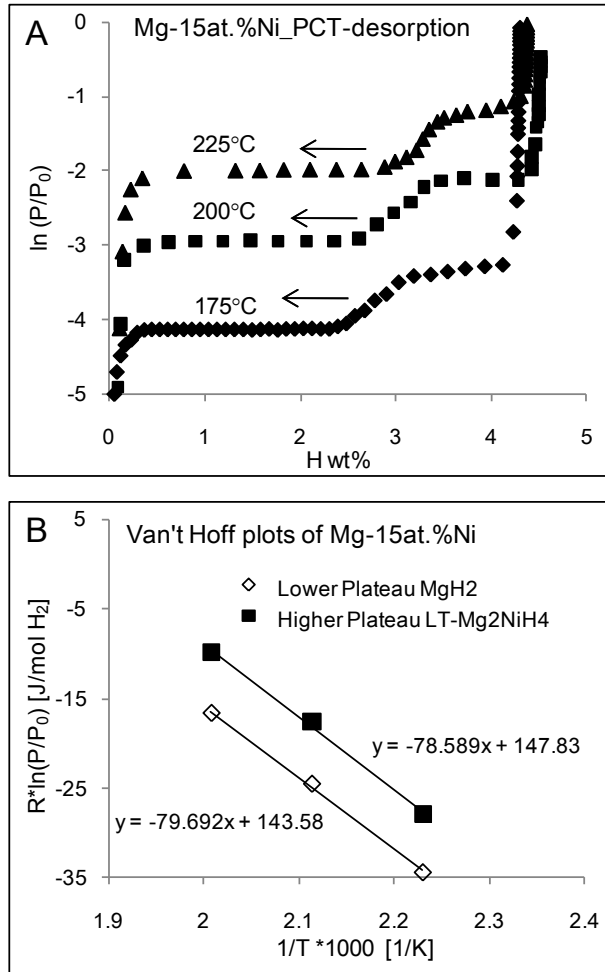 A
Mg-15at.%Ni_PCT-desorption
0
-1
-2
-3
-4
-5
ln (P/P0)
225°C
200°C
175°C
0
1
2
3
4
5
H wt%
B
Van't Hoff plots of Mg-15at.%Ni
Lower Plateau MgH2
Higher Plateau LT-Mg2NiH4
5
-5
-15
-25
-35
R*ln(P/P0) [J/mol H2]
y = -78.589x + 147.83
y = -79.692x + 143.58
1.9
2
2.1
2.2
2.3
2.4
1/T *1000 [1/K]